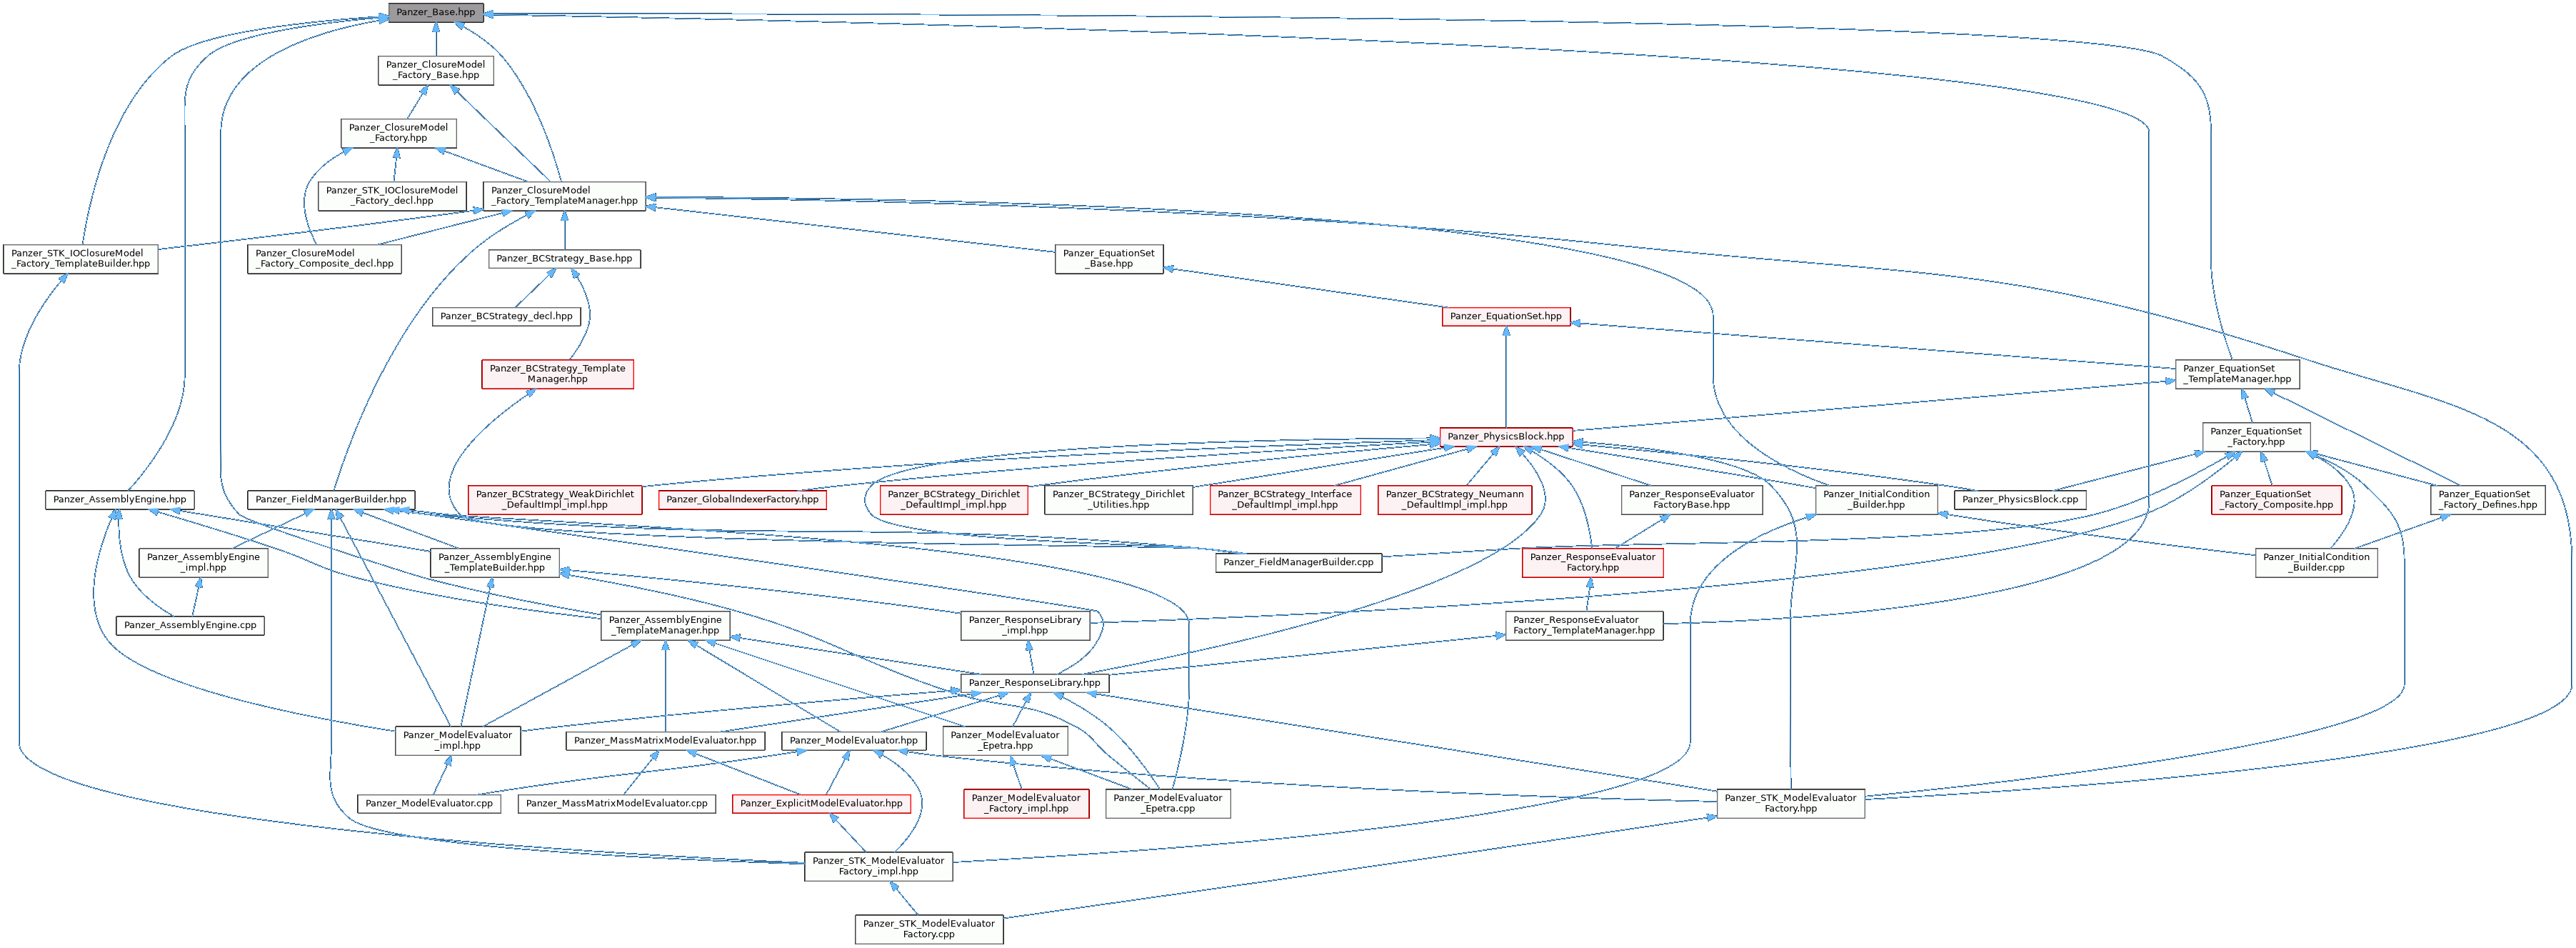 Panzer_Base.hpp
Panzer_ClosureModel
_Factory_Base.hpp
Panzer_ClosureModel
_Factory.hpp
Panzer_STK_IOClosureModel
_Factory_decl.hpp
Panzer_ClosureModel
_Factory_TemplateManager.hpp
Panzer_STK_IOClosureModel
_Factory_TemplateBuilder.hpp
Panzer_ClosureModel
_Factory_Composite_decl.hpp
Panzer_BCStrategy_Base.hpp
Panzer_EquationSet
_Base.hpp
Panzer_BCStrategy_decl.hpp
Panzer_EquationSet.hpp
Panzer_BCStrategy_Template
Manager.hpp
Panzer_EquationSet
_TemplateManager.hpp
Panzer_PhysicsBlock.hpp
Panzer_EquationSet
_Factory.hpp
Panzer_AssemblyEngine.hpp
Panzer_FieldManagerBuilder.hpp
Panzer_BCStrategy_WeakDirichlet
_DefaultImpl_impl.hpp
Panzer_GlobalIndexerFactory.hpp
Panzer_BCStrategy_Dirichlet
_DefaultImpl_impl.hpp
Panzer_BCStrategy_Dirichlet
_Utilities.hpp
Panzer_BCStrategy_Interface
_DefaultImpl_impl.hpp
Panzer_BCStrategy_Neumann
_DefaultImpl_impl.hpp
Panzer_ResponseEvaluator
FactoryBase.hpp
Panzer_InitialCondition
_Builder.hpp
Panzer_PhysicsBlock.cpp
Panzer_EquationSet
_Factory_Composite.hpp
Panzer_EquationSet
_Factory_Defines.hpp
Panzer_AssemblyEngine
_impl.hpp
Panzer_AssemblyEngine
_TemplateBuilder.hpp
Panzer_FieldManagerBuilder.cpp
Panzer_ResponseEvaluator
Factory.hpp
Panzer_InitialCondition
_Builder.cpp
Panzer_AssemblyEngine.cpp
Panzer_AssemblyEngine
_TemplateManager.hpp
Panzer_ResponseLibrary
_impl.hpp
Panzer_ResponseEvaluator
Factory_TemplateManager.hpp
Panzer_ResponseLibrary.hpp
Panzer_ModelEvaluator
_impl.hpp
Panzer_MassMatrixModelEvaluator.hpp
Panzer_ModelEvaluator.hpp
Panzer_ModelEvaluator
_Epetra.hpp
Panzer_ModelEvaluator.cpp
Panzer_MassMatrixModelEvaluator.cpp
Panzer_ExplicitModelEvaluator.hpp
Panzer_ModelEvaluator
_Factory_impl.hpp
Panzer_ModelEvaluator
_Epetra.cpp
Panzer_STK_ModelEvaluator
Factory.hpp
Panzer_STK_ModelEvaluator
Factory_impl.hpp
Panzer_STK_ModelEvaluator
Factory.cpp